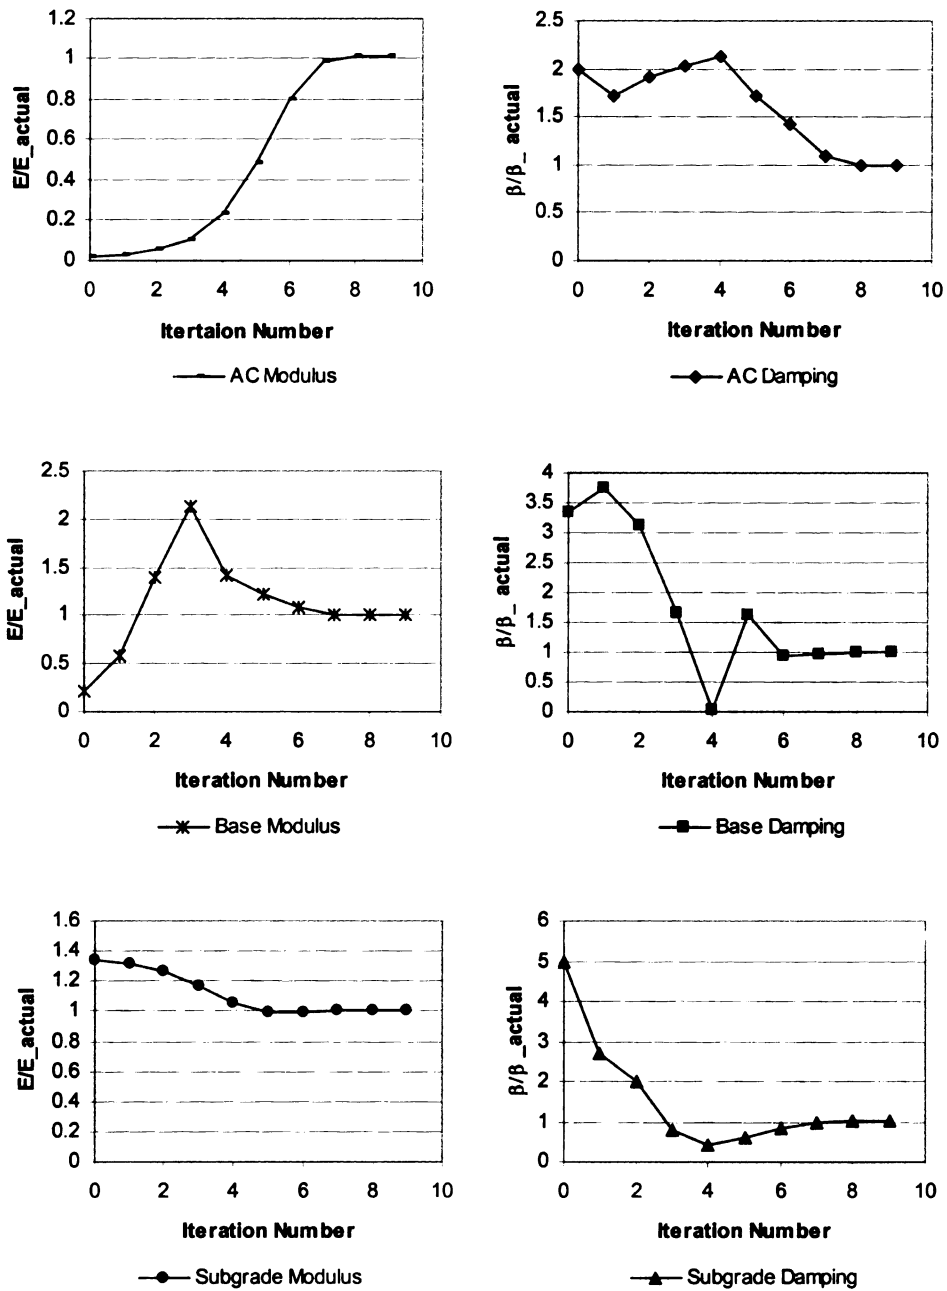 1.2
1
0.8
0.6
0.4
0.2
0
E/E_actual
0 2 4 6 8 10
Itertaion Number
AC Modulus
2.5
2
1.5
1
0.5
0
β/β_ actual
0 2 4 6 8 10
Iteration Number
AC Damping
2.5
2
1.5
1
0.5
0
E/E_actual
0 2 4 6 8 10
Iteration Number
Base Modulus
4
3.5
3
2.5
2
1.5
1
0.5
0
β/β_ actual
0 2 4 6 8 10
Iteration Number
Base Damping
1.6
1.4
1.2
1
0.8
0.6
0.4
0.2
0
E/E_actual
0 2 4 6 8 10
Iteration Number
Subgrade Modulus
6
5
4
3
2
1
0
β/β _actual
0 2 4 6 8 10
Iteration Number
Subgrade Damping